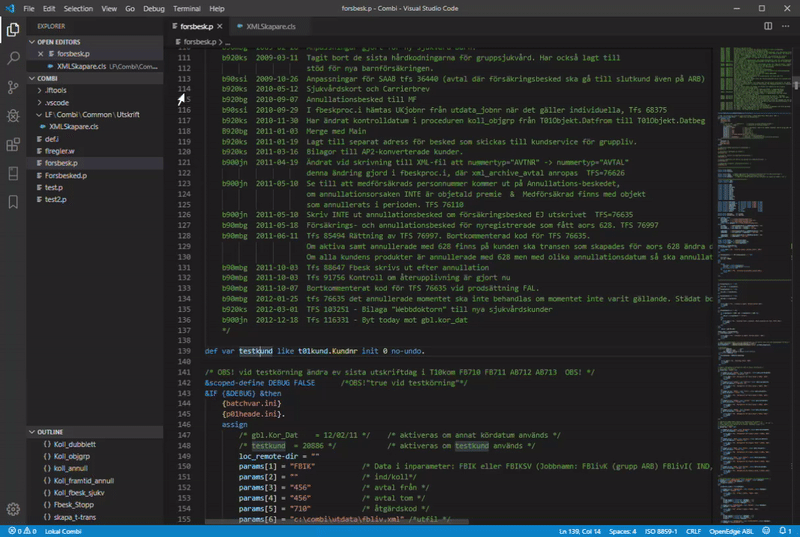 File Edit Selection View Go Debug Terminal Help
forsbesk.p - Combi - Visual Studio Code
EXPLORER
OPEN EDITORS
forsbesk.p
XMLSkapare.cls LF\Combi\Com...
COMBI
.lftools
.vscode
LF\Combi\Common\Utskrift
XMLSkapare.cls
def.i
fregler.w
forsbesk.p
Forsbesked.p
test.p
test2.p
OUTLINE
Koll_dubblett
Koll_objgrp
koll_annull
Koll_framtid_annull
Koll_fbesk_sjukv
Fbesk_Stopp
skapa_t-trans
forsbesk.p XMLSkapare.cls
forsbesk.p > ...
111 b920ks 2009-03-11 Tagit bort de sista hårdkodningarna för gruppsjukvård. Har också lagt till
112 stöd för nya barnförsäkringen.
113 b90ssi 2009-10-26 Anpassningar för SAAB tfs 36440 (avtal där försäkringsbesked ska gå till slutkund även på ARB)
114 b920ks 2010-05-12 Sjukvårdskort och Carrierbrev
115 b920bg 2010-09-07 Annullationsbesked till MF
116 b90ssi 2010-09-29 I fbeskproc.i hämtas UKjobnr från utdata_jobnr när det gäller individuella, Tfs 68375
117 b920ks 2010-11-30 Har ändrat kontrolldatum i proceduren koll_objgrp från T01Objekt.Datfrom till T01Objekt.Datbeg
118 b920bg 2011-01-03 Merge med Main
119 b920ks 2011-01-19 Lagt till separat adress för besked som skickas till kundservice för gruppliv.
120 b920ks 2011-03-16 Bilagor till AP2-konverterade kunder.
121 b900jn 2011-04-19 Ändrat vid skrivning till XML-fil att nummertyp="AVTNR" -> nummertyp="AVTAL"
122 denna ändring gjord i fbeskproc.i, där xml_archive_avtal anropas TFS=76626
123 b900jn 2011-05-10 Se till att medförsäkrads personnummer kommer ut på Annullations-beskedet,
124 om annullationsorsaken INTE är objetald premie & Medförsäkrad finns med objekt
125 som annullerats i perioden. TFS 76110
126 b900jn 2011-05-10 Skriv INTE ut annullationsbesked om försäkringsbesked EJ utskrivet TFS=76635
127 b90mbg 2011-05-18 Försäkrings- och annullationsbesked för nyregistrerade som fått aors 628. TFS 76997
128 b90mbg 2011-06-11 Tfs 85494 Rättning av TFS 76997. Bortkommenterad kod för TFS 76635.
129 Om aktiva samt annullerade med 628 finns på kunden ska transen som skapades för aors 628 ändra
130 Om alla kundens produkter är annullerade med 628 men med olika annullationsdatum så ska
131 b90mbg 2011-10-03 Tfs 88647 Fbesk skrivs ut efter annullation
132 b90mbg 2011-10-03 Tfs 91756 Kontroll om återupplivning är gjort nu
133 b90mbg 2011-10-07 Bortkommenterat kod för TFS 76635 vid prodsättning FAL.
134 b90mbg 2012-01-25 tfs 76635 det annullerade momentet ska inte behandlas om momentet inte varit gällande. Städat
135 b920ks 2012-03-01 TFS 103251 - Bilaga "Webbdoktorn" till nya sjukvårdskunder
136 b900jn 2012-12-18 Tfs 116331 - Byt today mot gbl.kor_dat
137 */
138
139 def var testkund like t01kund.Kundnr init 0 no-undo.
140
141 /* OBS! vid testkörning ändra ev sista utskriftdag i T10kom FB710 FB711 AB712 AB713 OBS! */
142 &scoped-define DEBUG FALSE /*OBS!"true vid testkörning"*/
143 &IF {&DEBUG} &then
144 {batchvar.ini}
145 {p01heade.ini}.
146 assign
147 /* gbl.Kor_Dat = 12/02/11 */ /* aktiveras om annat kördatum används */
148 /* testkund = 20886 */ /* aktiveras om testkund används */
149 loc_remote-dir = ""
150 params[1] = "FBIK" /* Data i inparameter: FBIK eller FBIKSV (Jobbnamn: FBlivK (grupp ARB) FBlivI( IND,
151 params[2] = "" /* ind/koll*/
152 params[3] = "456" /* avtal från */
153 params[4] = "456" /* avtal tom */
154 params[5] = "710" /* åtgärdskod */
155 params[6] = "c:\combi\utdata\fbliv.xml" /*utfil */
0 0 Lokal Combi
Ln 139, Col 14 Spaces: 4 ISO 8859-1 CRLF OpenEdge ABL 1